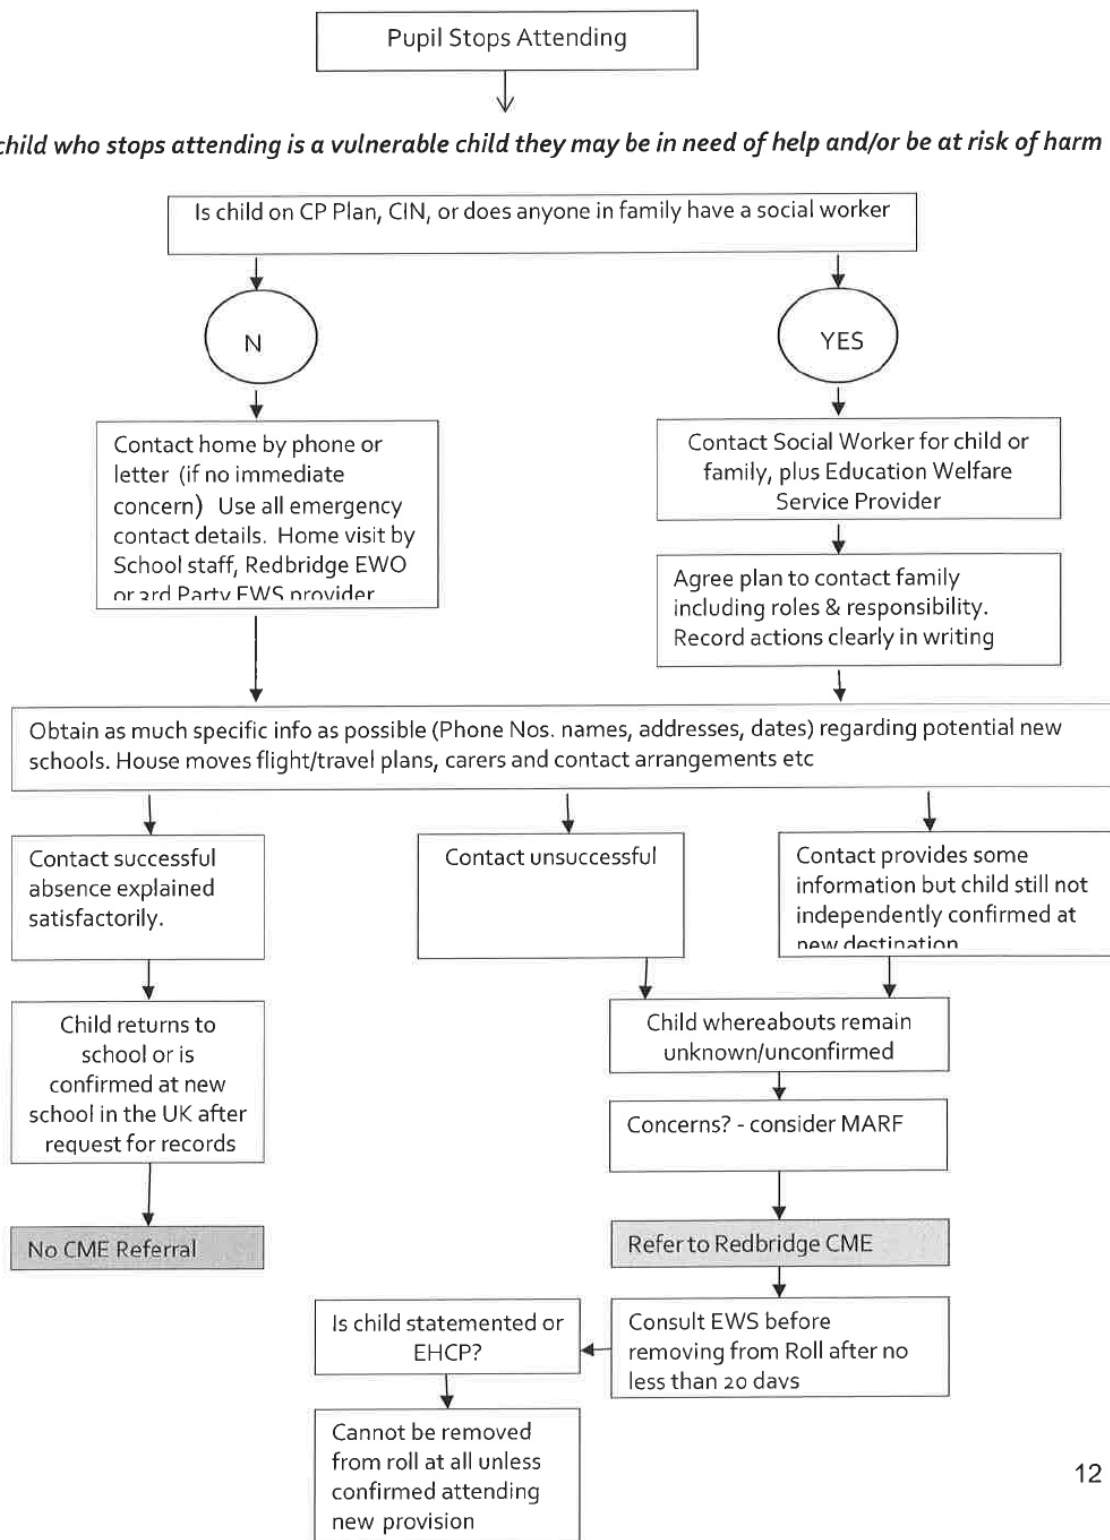 Pupil Stops Attending
child who stops attending is a vulnerable child they may be in need of help and/or be at risk of harm
Is child on CP Plan, CIN, or does anyone in family have a social worker
N
YES
Contact home by phone or
letter (if no immediate
concern) Use all emergency
contact details. Home visit by
School staff, Redbridge EWO
or 3rd Party EWS provider
Contact Social Worker for child or
family, plus Education Welfare
Service Provider
Agree plan to contact family
including roles & responsibility.
Record actions clearly in writing
Obtain as much specific info as possible (Phone Nos. names, addresses, dates) regarding potential new
schools. House moves flight/travel plans, carers and contact arrangements etc
Contact successful
absence explained
satisfactorily.
Contact unsuccessful
Contact provides some
information but child still not
independently confirmed at
new destination
Child returns to
school or is
confirmed at new
school in the UK after
request for records
Child whereabouts remain
unknown/unconfirmed
Concerns? - consider MARF
No CME Referral
Refer to Redbridge CME
Is child statemented or
EHCP?
Consult EWS before
removing from Roll after no
less than 20 days
Cannot be removed
from roll at all unless
confirmed attending
new provision
12